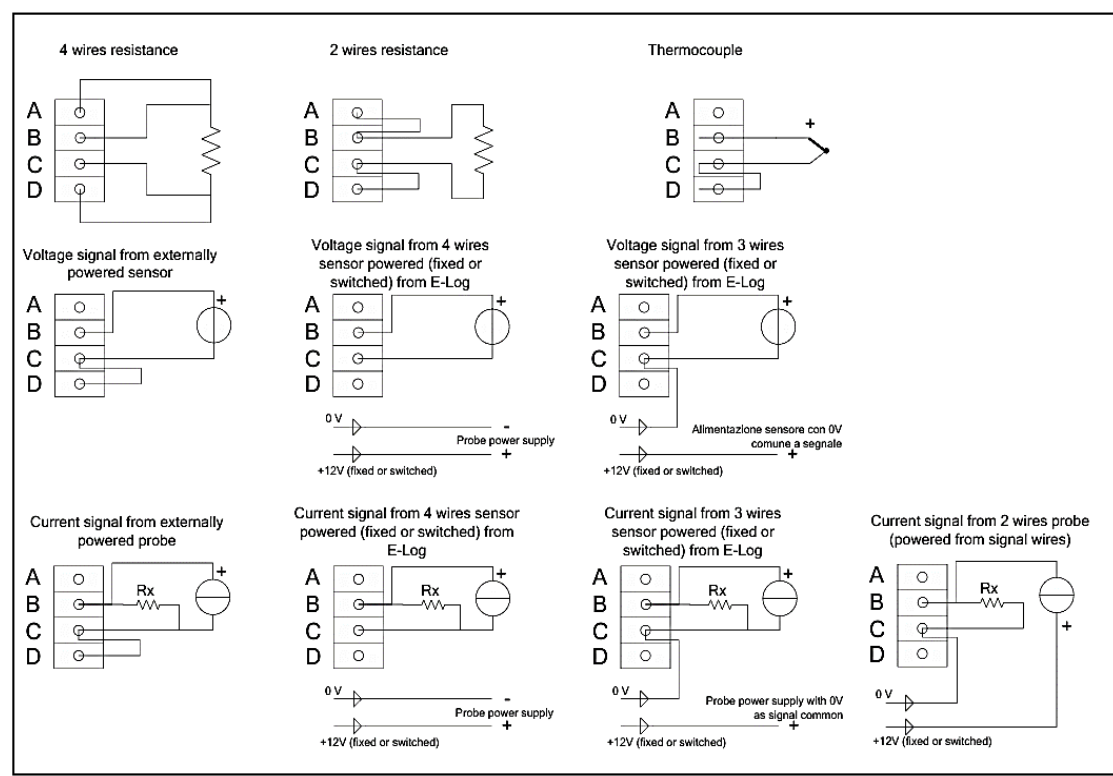 4 wires resistance
2 wires resistance
Thermocouple
A
B
C
D
A
B
C
D
+
A
B
C
D
Voltage signal from externally
powered sensor
A
B
C
D
+
Voltage signal from 4 wires
sensor powered (fixed or
switched) from E-Log
A
B
C
D
+
0 V
-
Probe power supply
+
+12V (fixed or switched)
Voltage signal from 3 wires
sensor powered (fixed or
switched) from E-Log
A
B
C
D
+
0 V
Alimentazione sensore con 0V
comune a segnale
+
+12V (fixed or switched)
Current signal from externally
powered probe
A
B
C
D
Rx
+
Current signal from 4 wires sensor
powered (fixed or switched) from
E-Log
A
B
C
D
Rx
+
0 V
-
Probe power supply
+
+12V (fixed or switched)
Current signal from 3 wires
sensor powered (fixed or
switched) from E-Log
A
B
C
D
Rx
+
0 V
Probe power supply with 0V
as signal common
+
+12V (fixed or switched)
Current signal from 2 wires probe
(powered from signal wires)
A
B
C
D
Rx
-
+
0 V
+12V (fixed or switched)